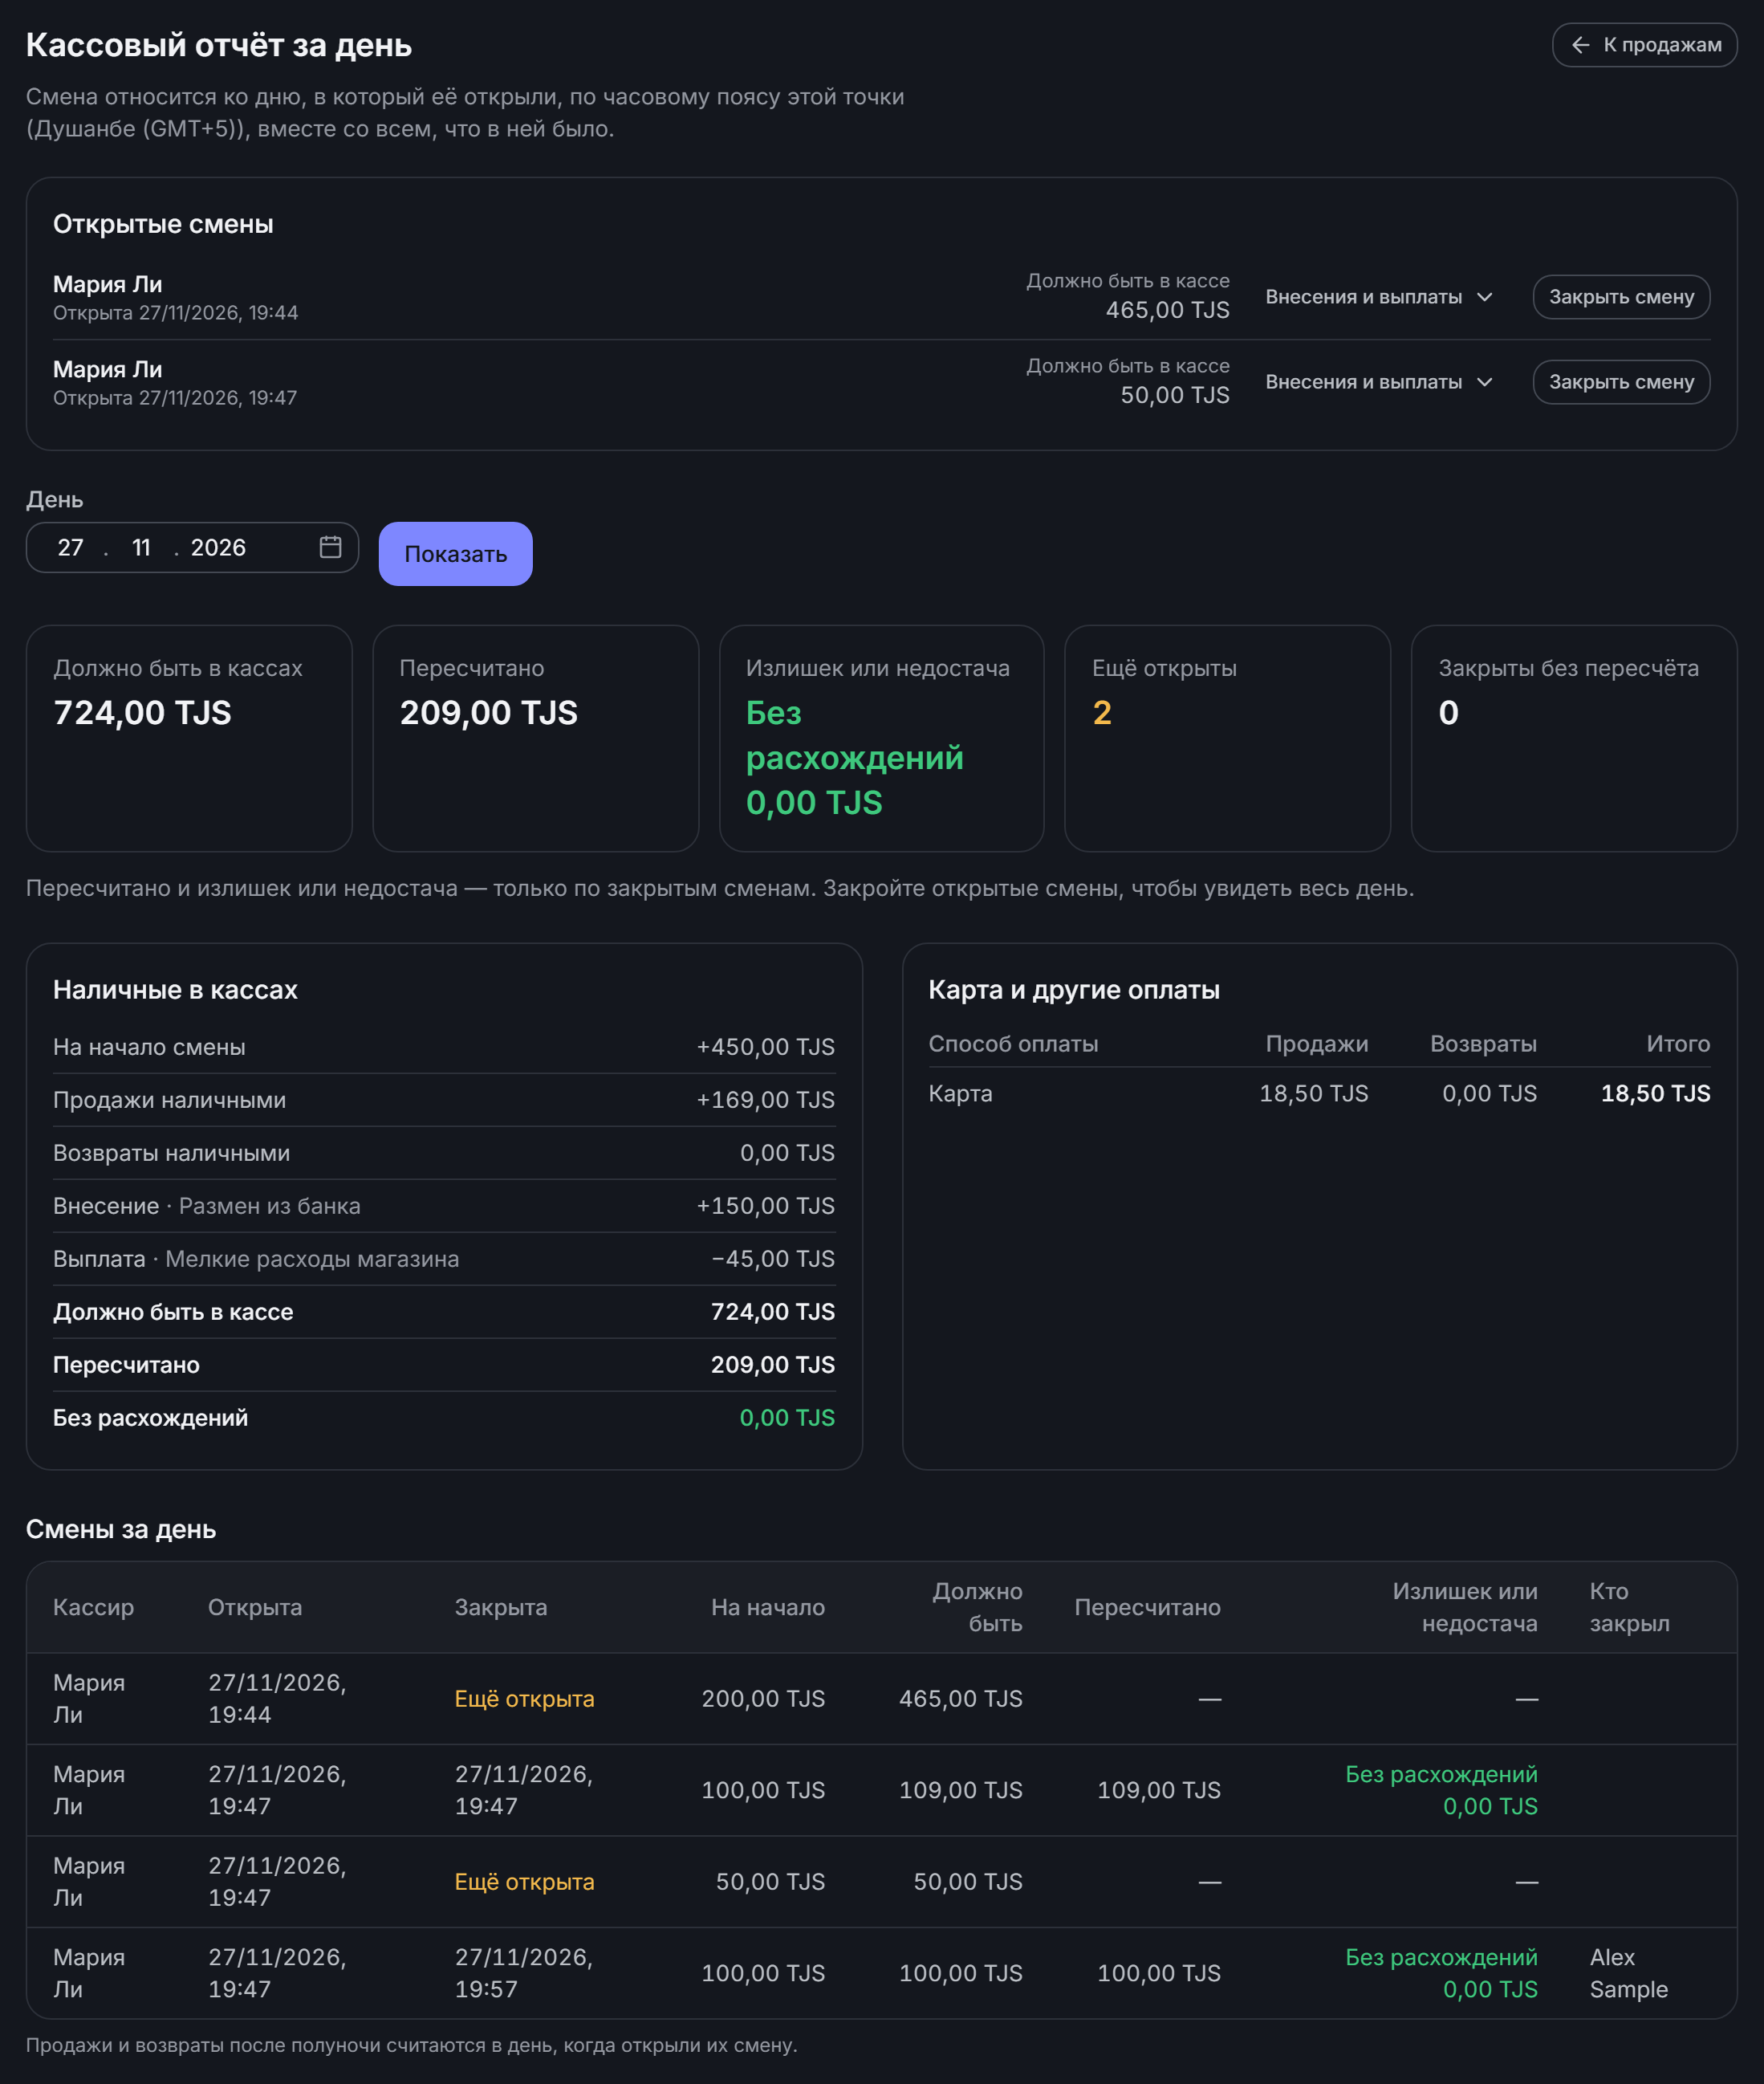 Кассовый отчёт за день
К продажам
Смена относится ко дню, в который её открыли, по часовому поясу этой точки
(Душанбе (GMT+5)), вместе со всем, что в ней было.
Открытые смены
Мария Ли
Открыта 27/11/2026, 19:44
Должно быть в кассе
465,00 TJS
Внесения и выплаты
Закрыть смену
Мария Ли
Открыта 27/11/2026, 19:47
Должно быть в кассе
50,00 TJS
Внесения и выплаты
Закрыть смену
День
27 . 11 . 2026
Показать
Должно быть в кассах
724,00 TJS
Пересчитано
209,00 TJS
Излишек или недостача
Без
расхождений
0,00 TJS
Ещё открыты
2
Закрыты без пересчёта
0
Пересчитано и излишек или недостача — только по закрытым сменам. Закройте открытые смены, чтобы увидеть весь день.
Наличные в кассах
На начало смены +450,00 TJS
Продажи наличными +169,00 TJS
Возвраты наличными 0,00 TJS
Внесение · Размен из банка +150,00 TJS
Выплата · Мелкие расходы магазина −45,00 TJS
Должно быть в кассе 724,00 TJS
Пересчитано 209,00 TJS
Без расхождений 0,00 TJS
Карта и другие оплаты
Способ оплаты Продажи Возвраты Итого
Карта 18,50 TJS 0,00 TJS 18,50 TJS
Смены за день
Кассир Открыта Закрыта На начало Должно быть Пересчитано Излишек или недостача Кто закрыл
Мария Ли 27/11/2026, 19:44 Ещё открыта 200,00 TJS 465,00 TJS — —
Мария Ли 27/11/2026, 19:47 27/11/2026, 19:47 100,00 TJS 109,00 TJS 109,00 TJS Без расхождений 0,00 TJS
Мария Ли 27/11/2026, 19:47 Ещё открыта 50,00 TJS 50,00 TJS — —
Мария Ли 27/11/2026, 19:47 27/11/2026, 19:57 100,00 TJS 100,00 TJS 100,00 TJS Без расхождений 0,00 TJS Alex Sample
Продажи и возвраты после полуночи считаются в день, когда открыли их смену.